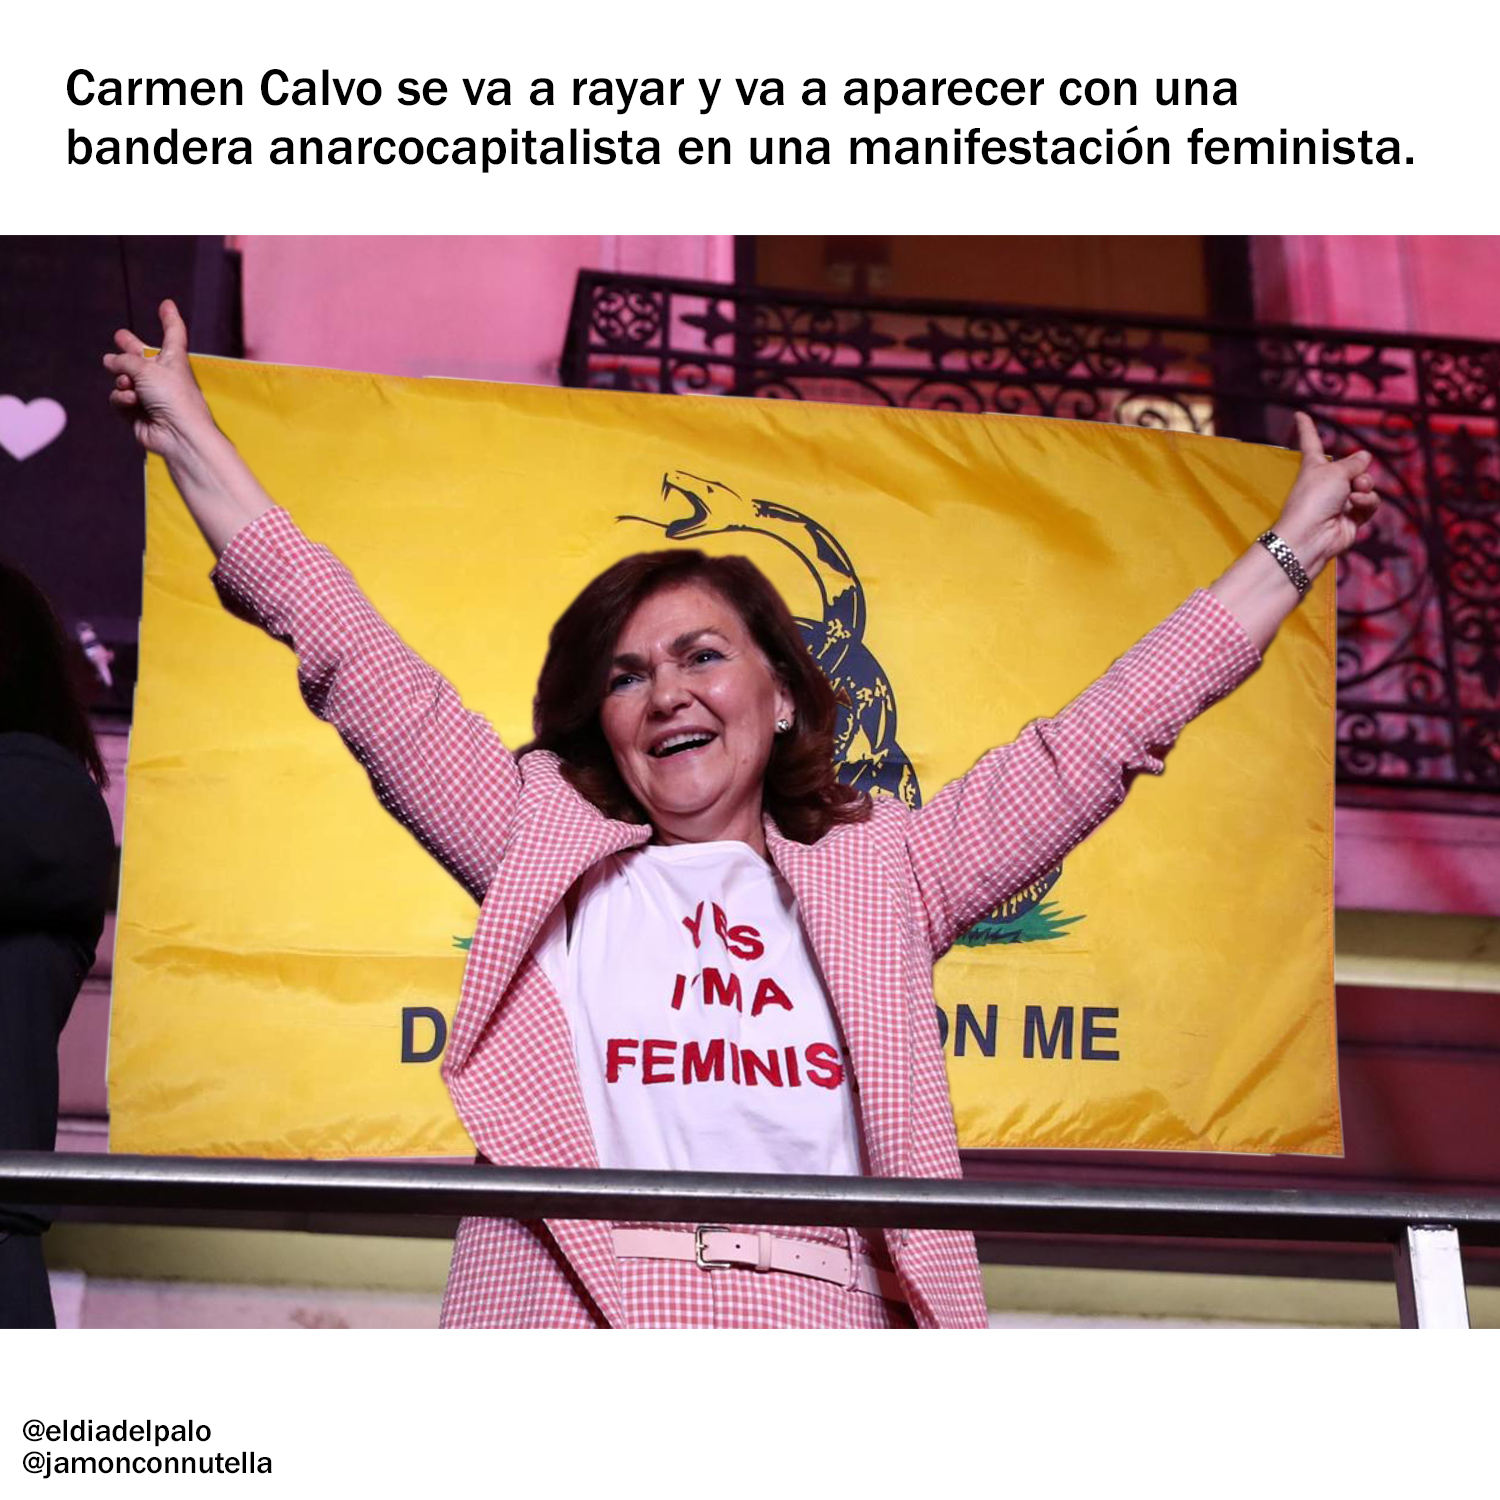 Carmen Calvo se va a rayar y va a aparecer con una
bandera anarcocapitalista en una manifestación feminista.
YES
I'M A
FEMINIS
D
ON ME
@eldiadelpalo
@jamonconnutella